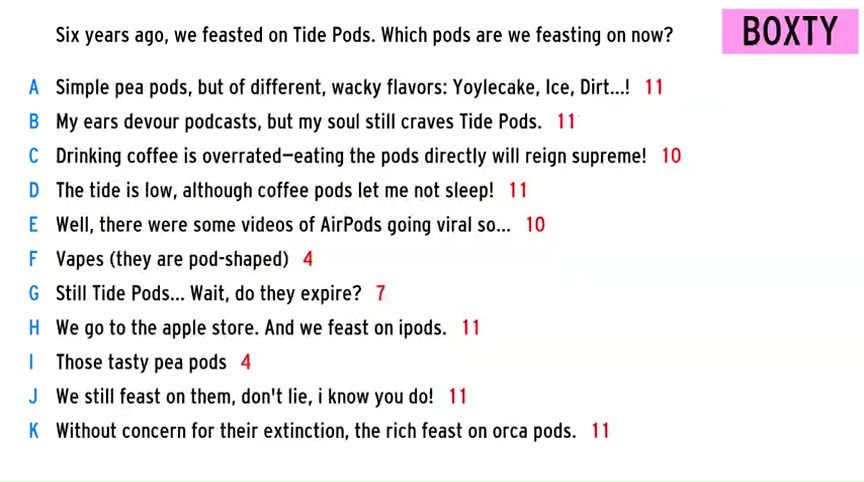 Six years ago, we feasted on Tide Pods. Which pods are we feasting on now?
BOXTY
A Simple pea pods, but of different, wacky flavors: Yoylecake, Ice, Dirt...! 11
B My ears devour podcasts, but my soul still craves Tide Pods. 11
C Drinking coffee is overrated—eating the pods directly will reign supreme! 10
D The tide is low, although coffee pods let me not sleep! 11
E Well, there were some videos of AirPods going viral so... 10
F Vapes (they are pod-shaped) 4
G Still Tide Pods... Wait, do they expire? 7
H We go to the apple store. And we feast on ipods. 11
I Those tasty pea pods 4
J We still feast on them, don't lie, i know you do! 11
K Without concern for their extinction, the rich feast on orca pods. 11